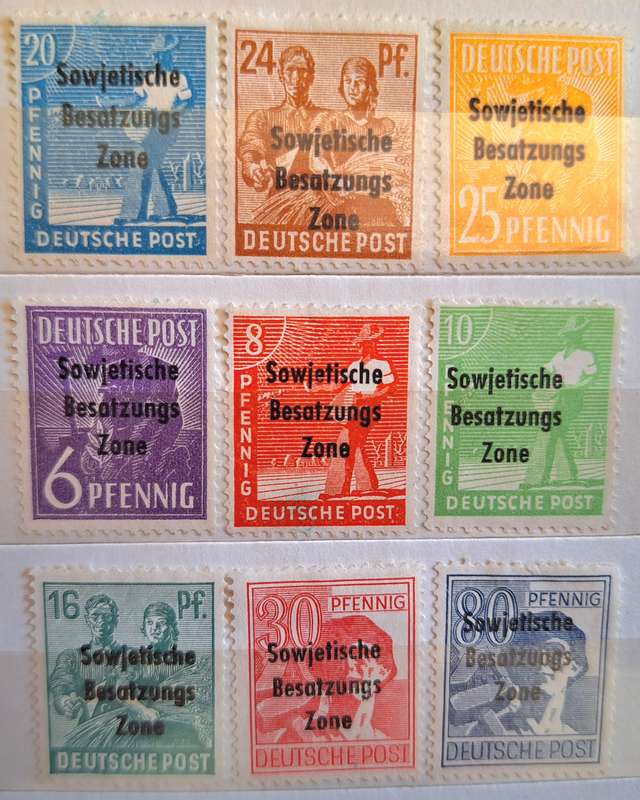 20
PFENNIG
Sowjetische
Besatzungs
Zone
DEUTSCHE POST
24 Pf.
Sowjetische
Besatzungs
Zone
DEUTSCHE POST
DEUTSCHE POST
Sowjetische
Besatzungs
Zone
25 PFENNIG
DEUTSCHE POST
Sowjetische
Besatzungs
Zone
6 PFENNIG
8
PFENNIG
Sowjetische
Besatzungs
Zone
DEUTSCHE POST
10
PFENNIG
Sowjetische
Besatzungs
Zone
DEUTSCHE POST
16 Pf.
Sowjetische
Besatzungs
Zone
DEUTSCHE POST
30 PFENNIG
Sowjetische
Besatzungs
Zone
DEUTSCHE POST
80 PFENNIG
Sowjetische
Besatzungs
Zone
DEUTSCHE POST